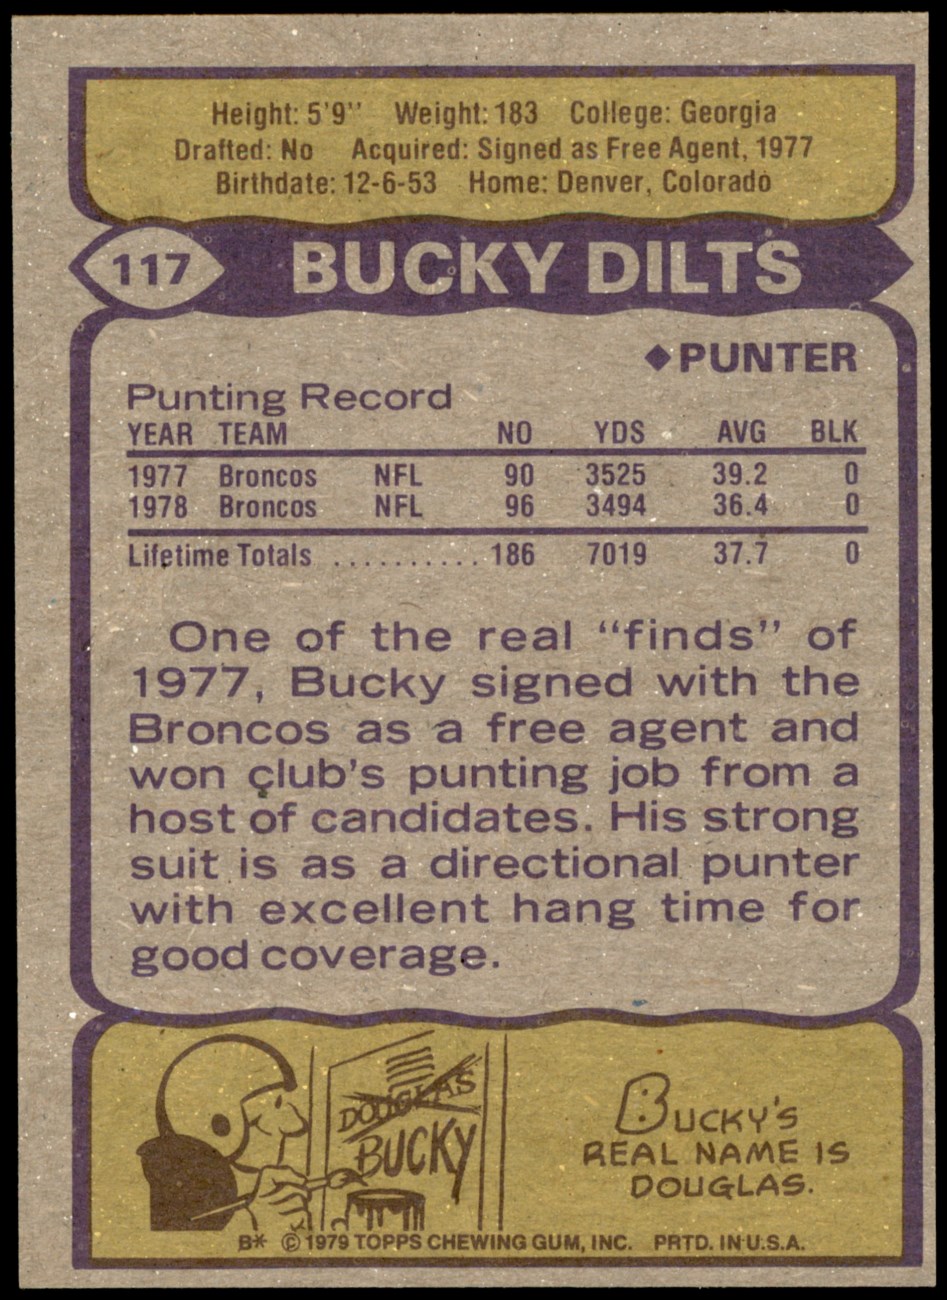 Height: 5'9" Weight: 183 College: Georgia
Drafted: No Acquired: Signed as Free Agent, 1977
Birthdate: 12-6-53 Home: Denver, Colorado
117 BUCKY DILTS
◆PUNTER
Punting Record
YEAR TEAM NO YDS AVG BLK
1977 Broncos NFL 90 3525 39.2 0
1978 Broncos NFL 96 3494 36.4 0
Lifetime Totals .......... 186 7019 37.7 0
One of the real "finds" of
1977, Bucky signed with the
Broncos as a free agent and
won club's punting job from a
host of candidates. His strong
suit is as a directional punter
with excellent hang time for
good coverage.
DOUGLAS
BUCKY
BUCKY'S
REAL NAME IS
DOUGLAS.
B* © 1979 TOPPS CHEWING GUM, INC. PRTD. IN U.S.A.